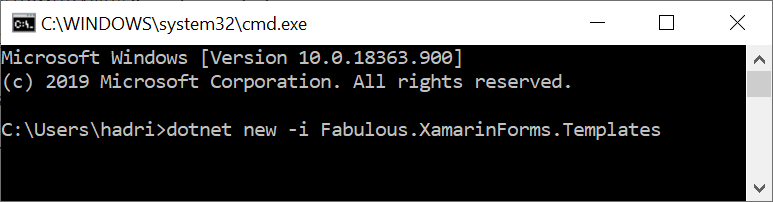 C:\WINDOWS\system32\cmd.exe
Microsoft Windows [Version 10.0.18363.900]
(c) 2019 Microsoft Corporation. All rights reserved.
C:\Users\hadri>dotnet new -i Fabulous.XamarinForms.Templates